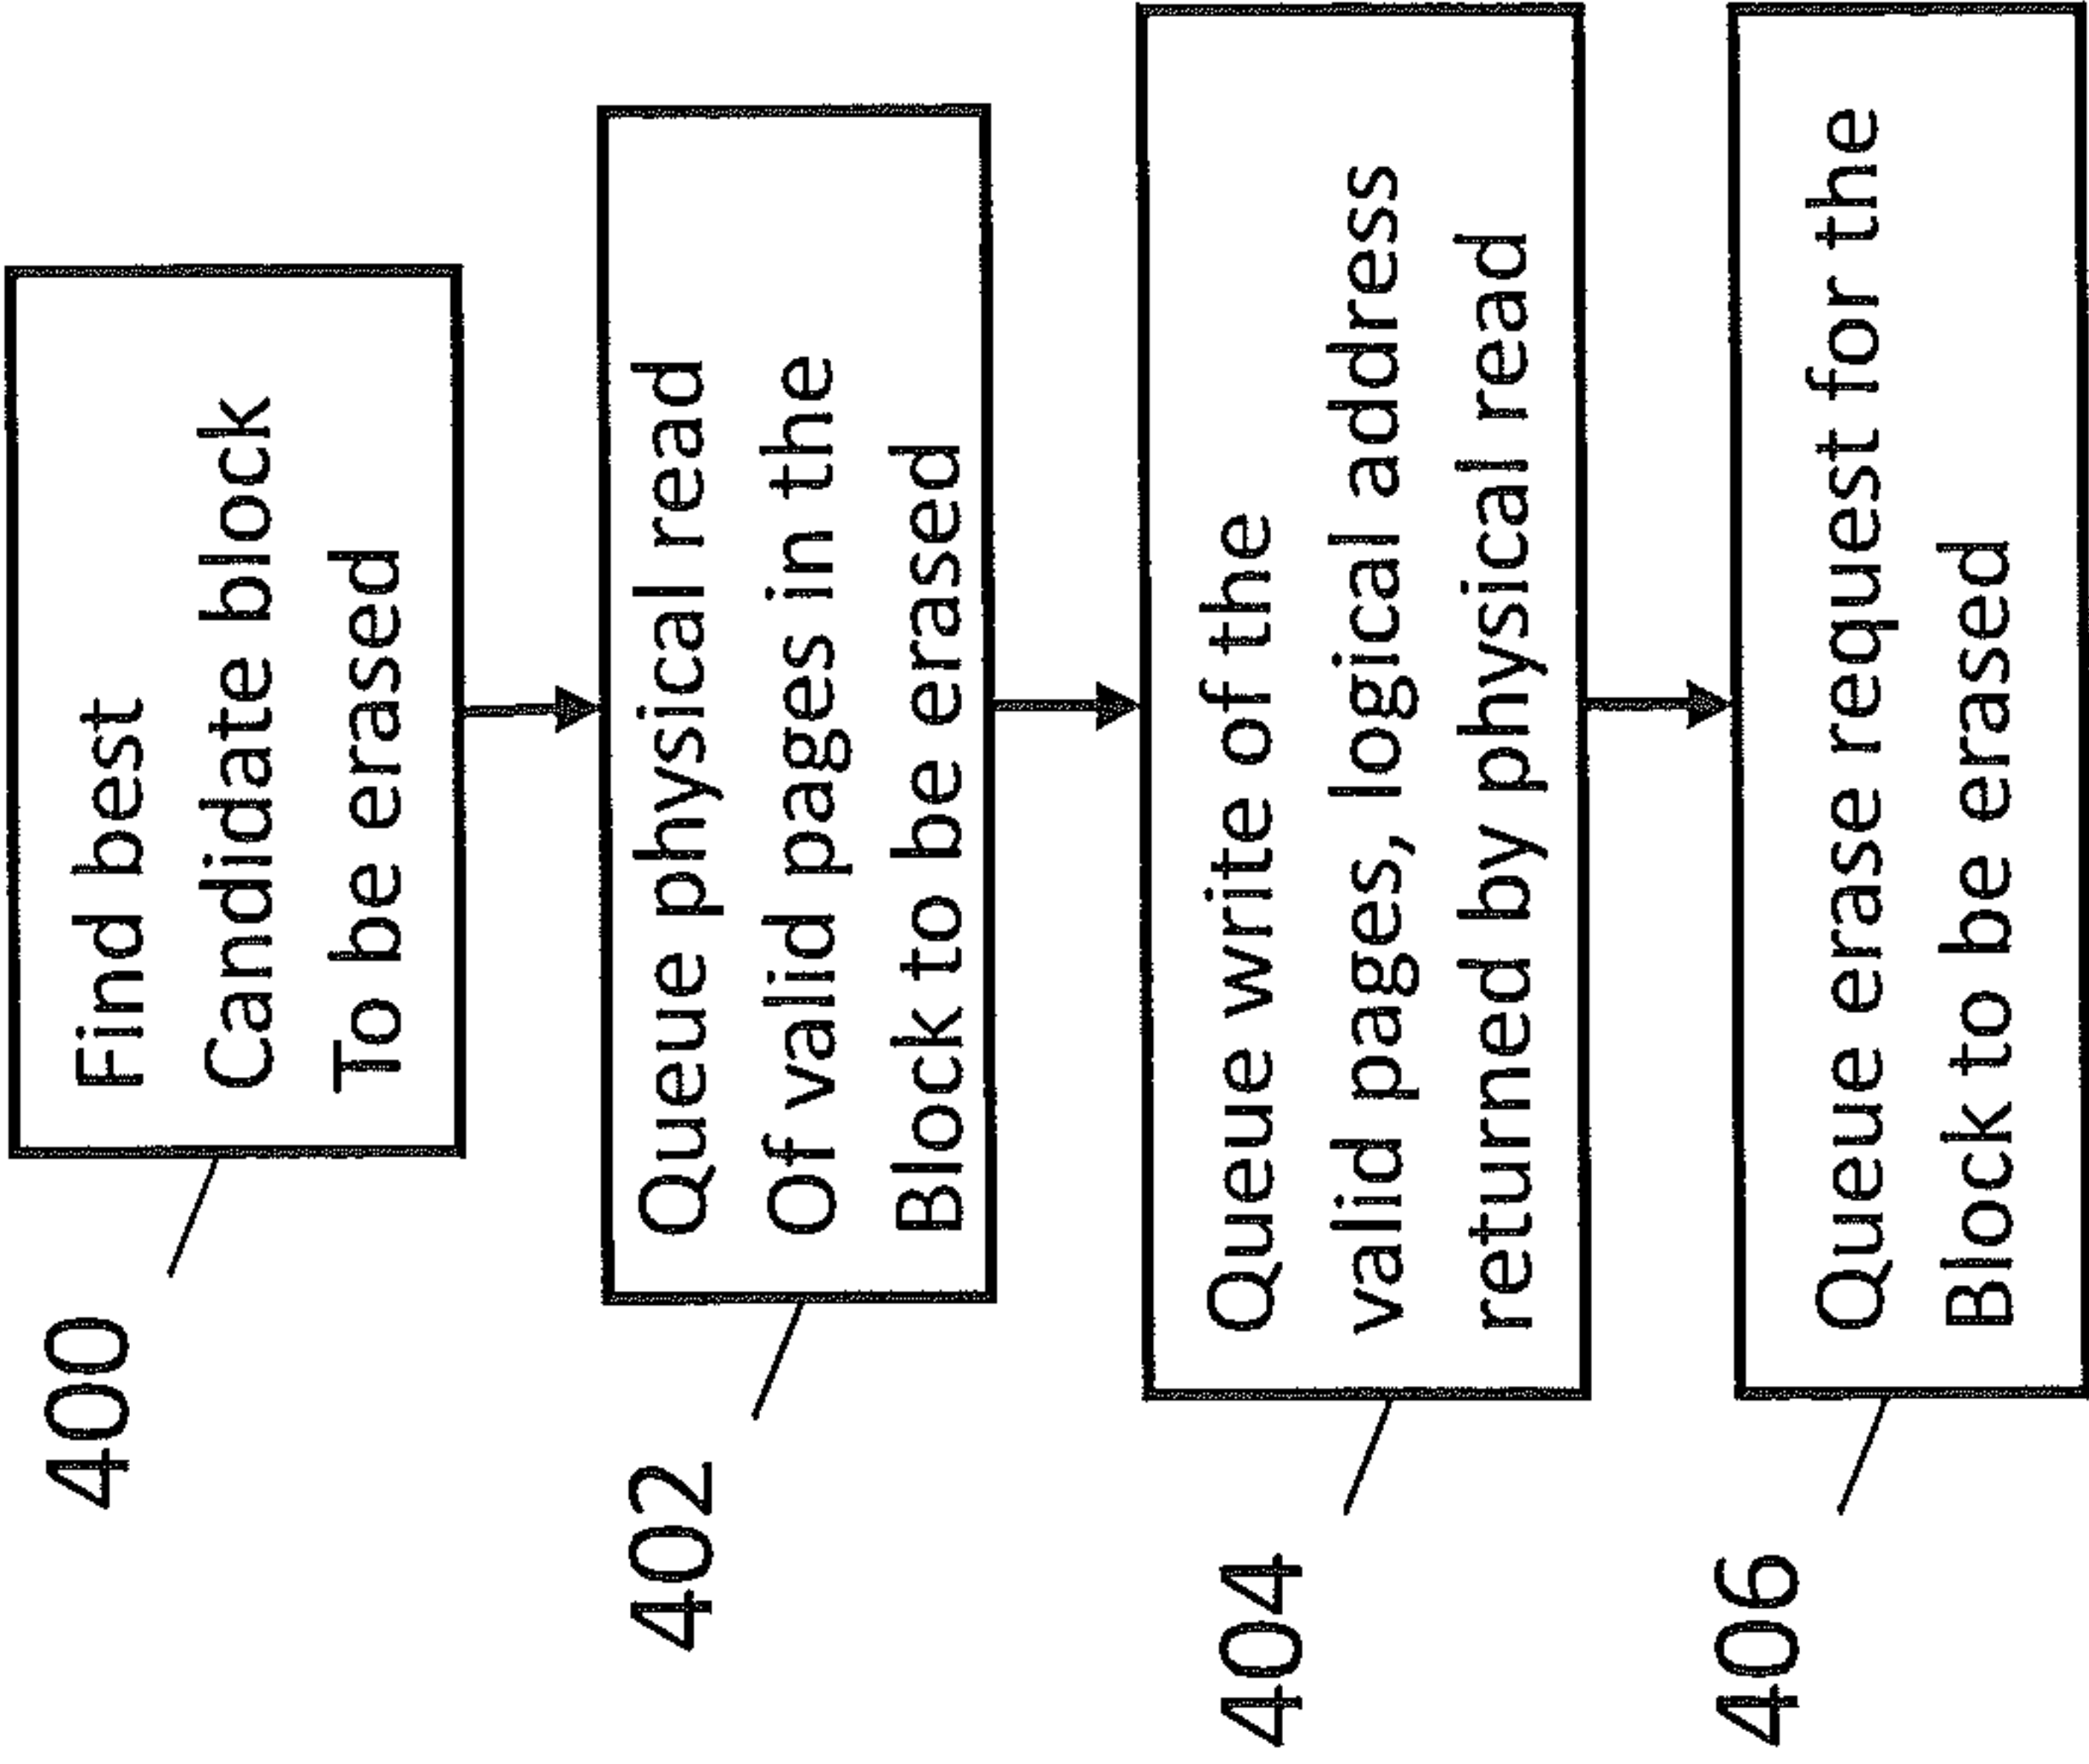 400
Find best
Candidate block
To be erased
402
Queue physical read
Of valid pages in the
Block to be erased
404
Queue write of the
valid pages, logical address
returned by physical read
406
Queue erase request for the
Block to be erased